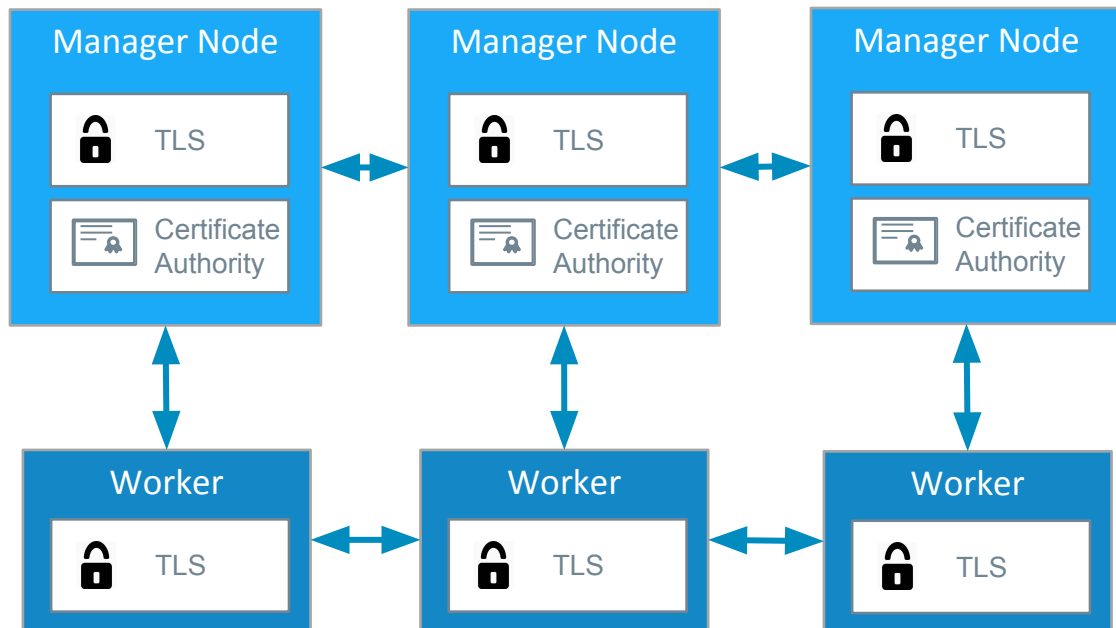 Manager Node
Manager Node
Manager Node
TLS
TLS
TLS
Certificate
Authority
Certificate
Authority
Certificate
Authority
Worker
Worker
Worker
TLS
TLS
TLS